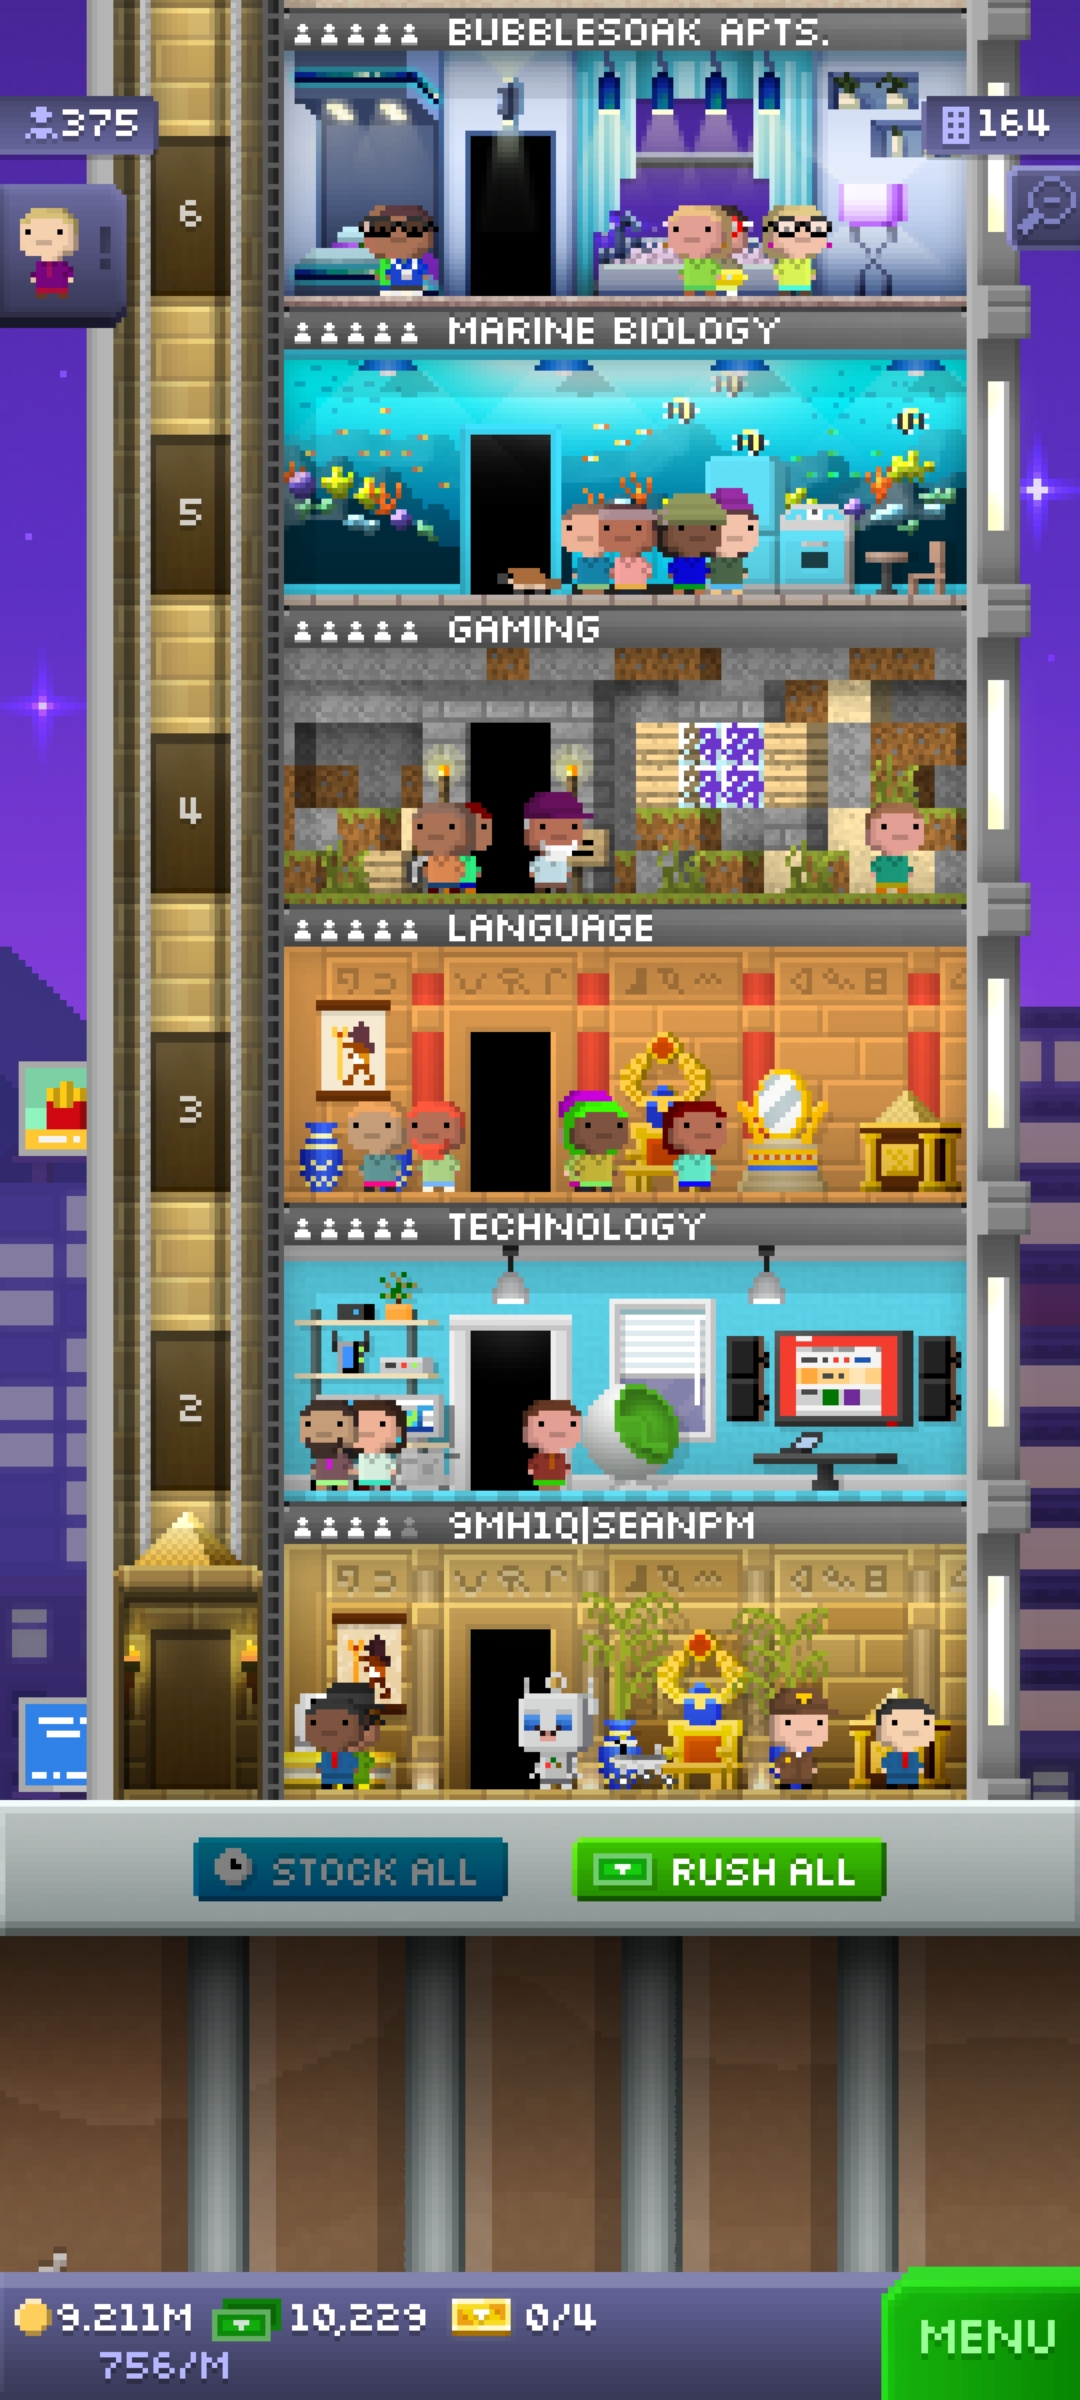 BUBBLESOAK APTS.
375
164
6
MARINE BIOLOGY
5
GAMING
4
LANGUAGE
3
TECHNOLOGY
2
9MH1Q|SEANPM
STOCK ALL
RUSH ALL
9.211M 10,229 0/4
756/M
MENU